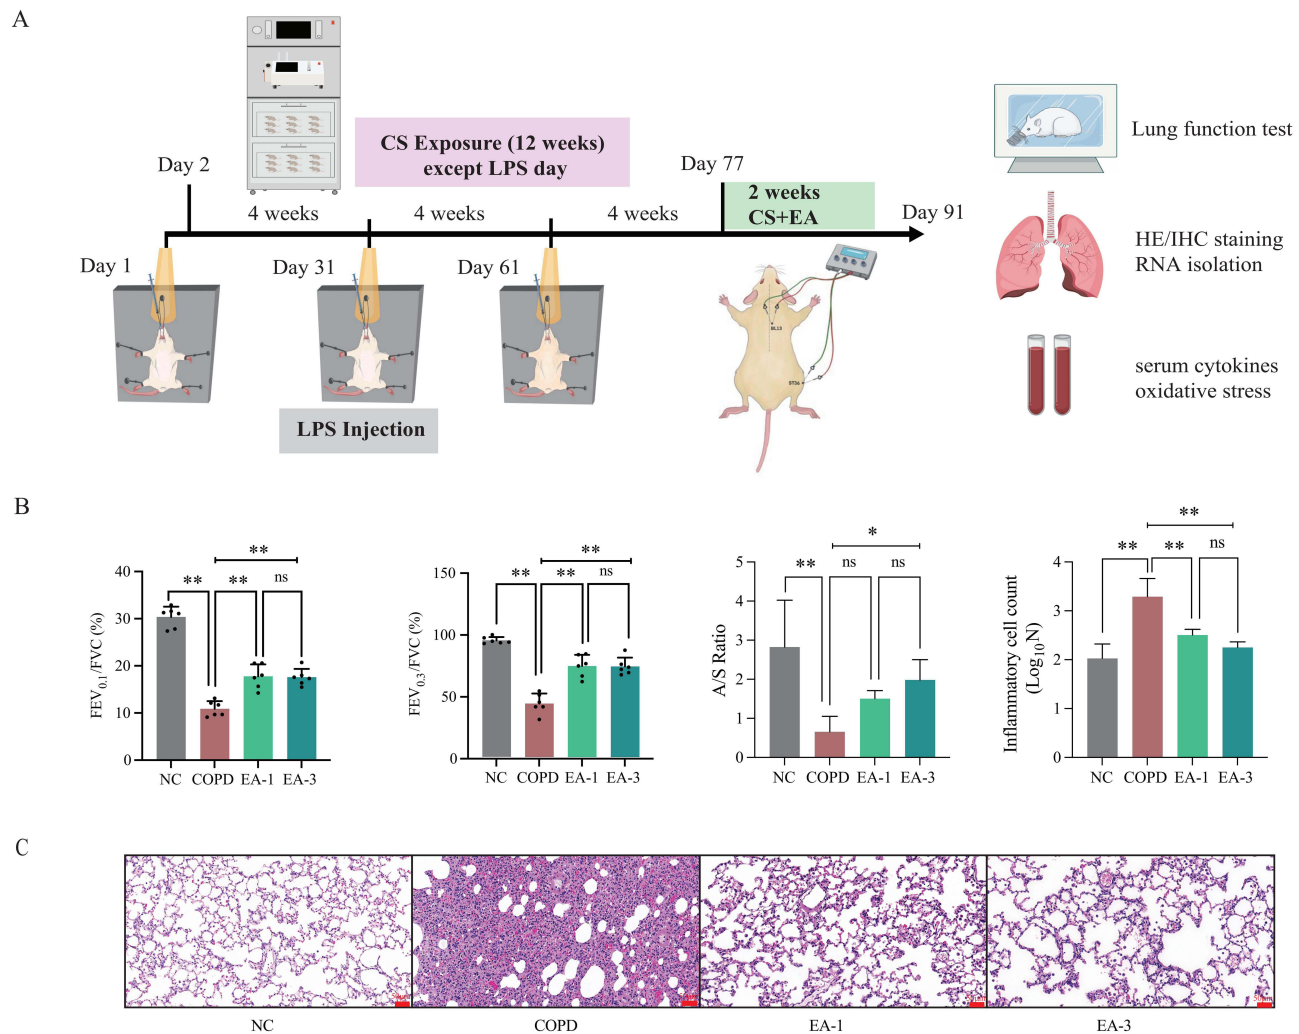 A
CS Exposure (12 weeks)
except LPS day
Day 2
Day 77
4 weeks
4 weeks
4 weeks
2 weeks
CS+EA
Day 91
Day 1
Day 31
Day 61
LPS Injection
BL13
ST36
Lung function test
HE/IHC staining
RNA isolation
serum cytokines
oxidative stress
B
FEV0.1/FVC (%)
40
30
20
10
0
**
**
**
ns
NC
COPD
EA-1
EA-3
FEV0.3/FVC (%)
150
100
50
0
**
**
**
ns
NC
COPD
EA-1
EA-3
A/S Ratio
5
4
3
2
1
0
*
**
ns
ns
NC
COPD
EA-1
EA-3
Inflammatory cell count
(Log10N)
4
3
2
1
0
**
**
**
ns
NC
COPD
EA-1
EA-3
C
NC
COPD
EA-1
EA-3